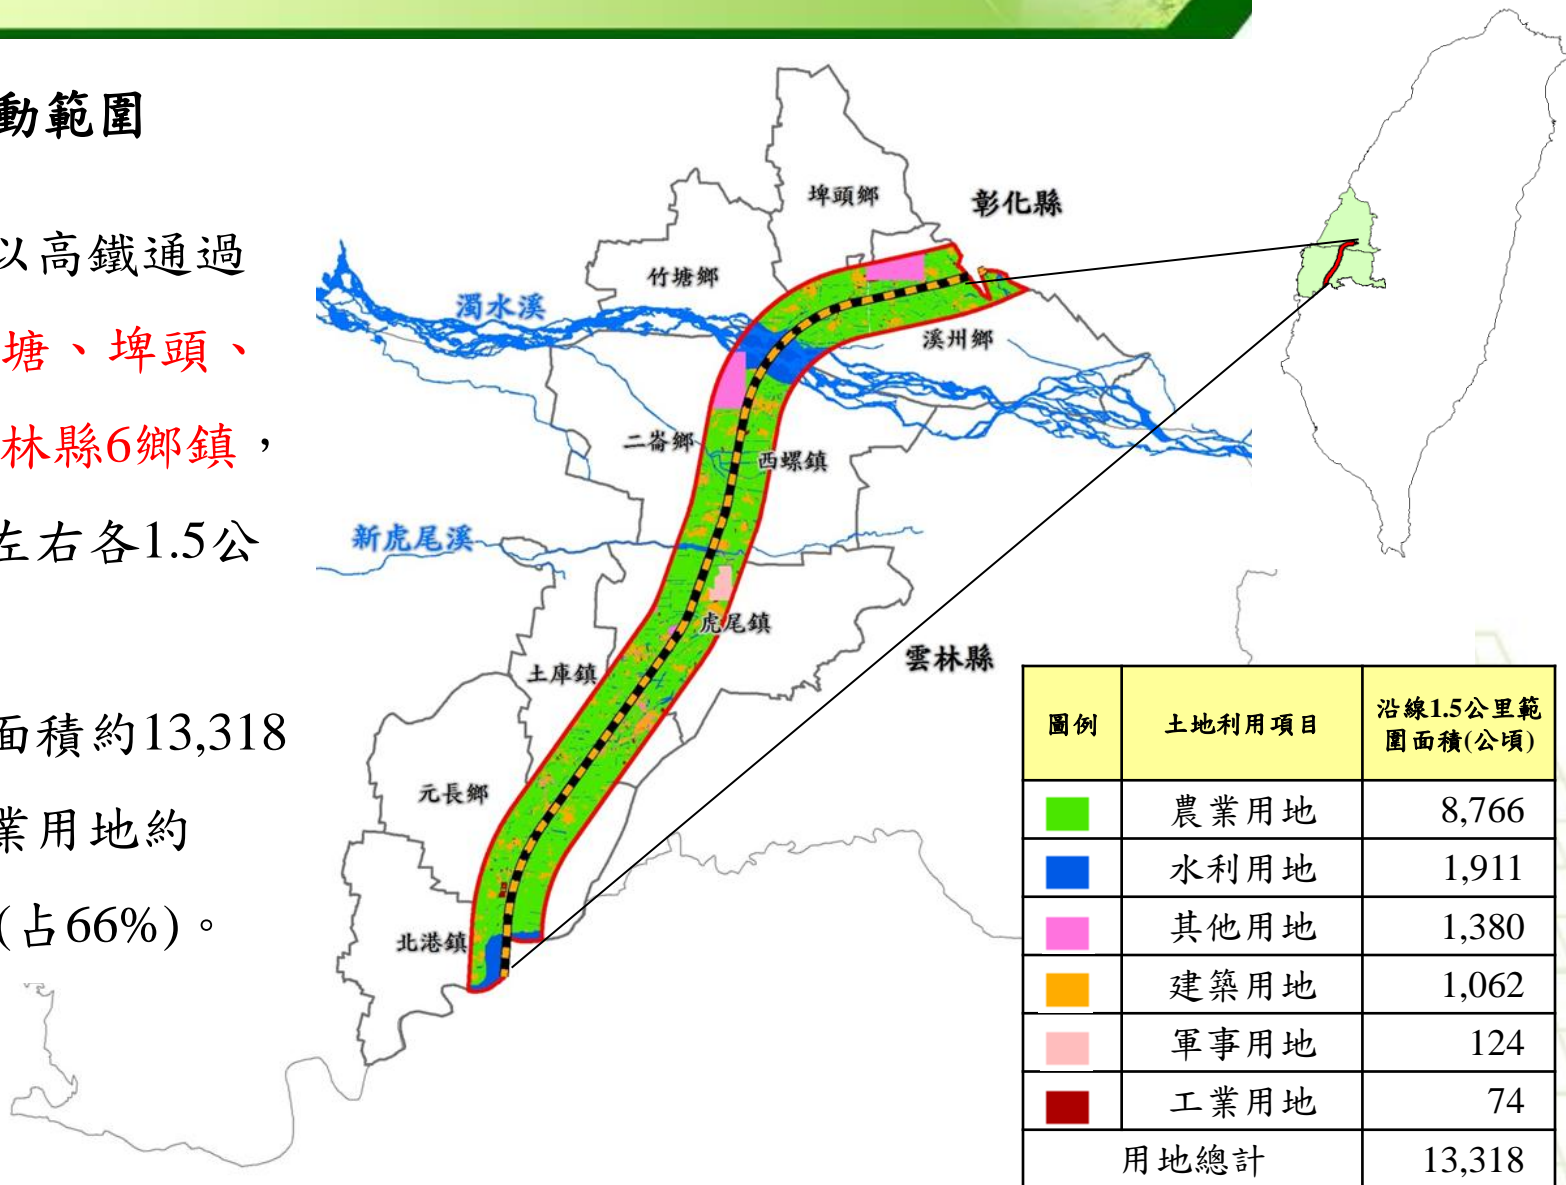 動範圍
以高鐵通過
塘、埤頭、
林縣6鄉鎮，
左右各1.5公
面積約13,318
業用地約
(占66%)。
埤頭鄉
彰化縣
竹塘鄉
濁水溪
溪州鄉
二崙鄉
西螺鎮
新虎尾溪
虎尾鎮
雲林縣
土庫鎮
元長鄉
北港鎮
圖例 土地利用項目 沿線1.5公里範
圍面積(公頃)
農業用地 8,766
水利用地 1,911
其他用地 1,380
建築用地 1,062
軍事用地 124
工業用地 74
用地總計 13,318